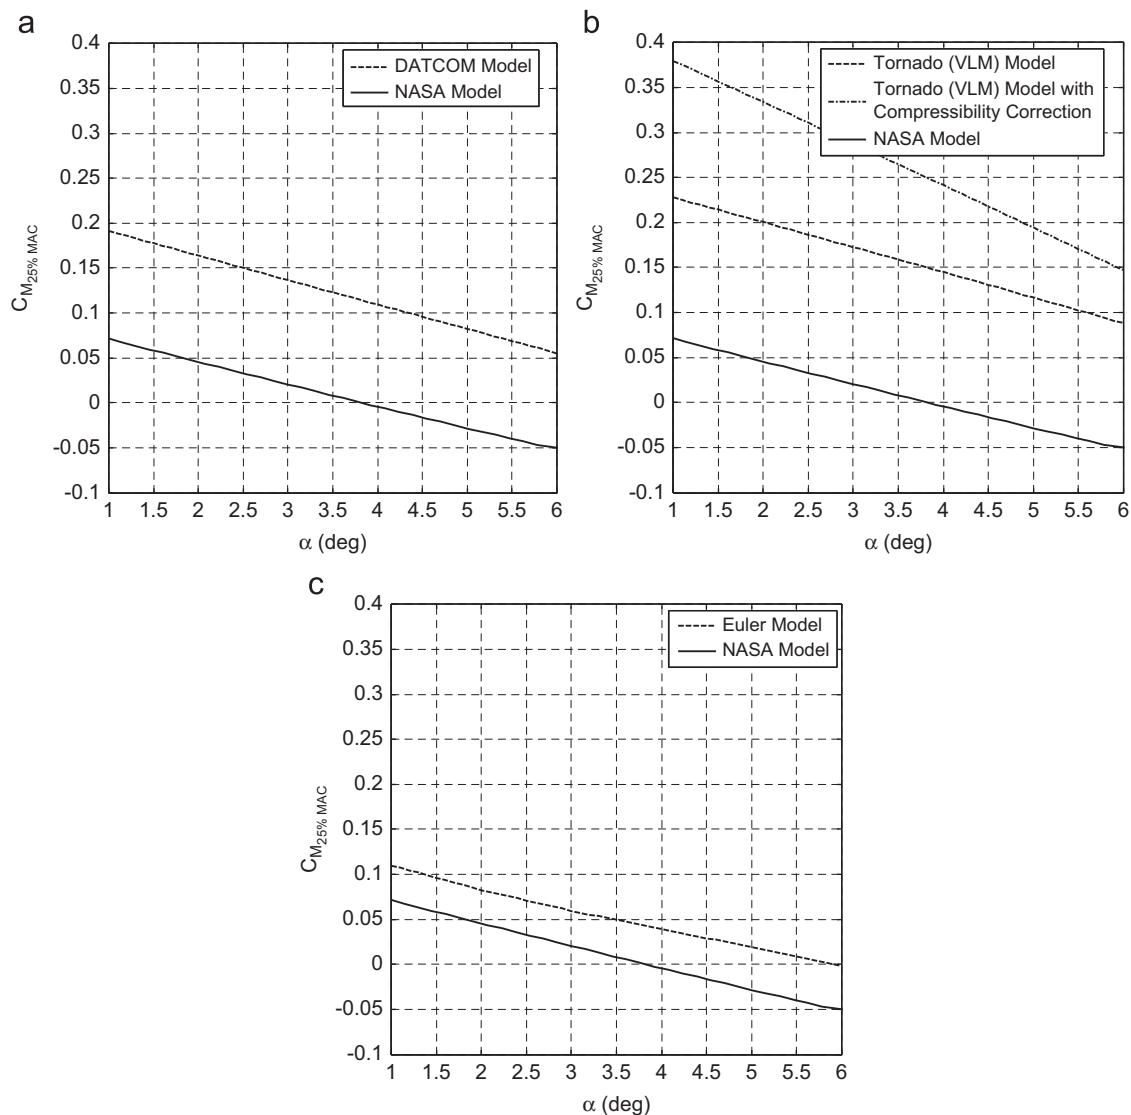 a
0.4
0.35
0.3
0.25
0.2
0.15
0.1
0.05
0
-0.05
-0.1
C_M25% MAC
DATCOM Model
NASA Model
1 1.5 2 2.5 3 3.5 4 4.5 5 5.5 6
α (deg)
b
0.4
0.35
0.3
0.25
0.2
0.15
0.1
0.05
0
-0.05
-0.1
C_M25% MAC
Tornado (VLM) Model
Tornado (VLM) Model with
Compressibility Correction
NASA Model
1 1.5 2 2.5 3 3.5 4 4.5 5 5.5 6
α (deg)
c
0.4
0.35
0.3
0.25
0.2
0.15
0.1
0.05
0
-0.05
-0.1
C_M25% MAC
Euler Model
NASA Model
1 1.5 2 2.5 3 3.5 4 4.5 5 5.5 6
α (deg)